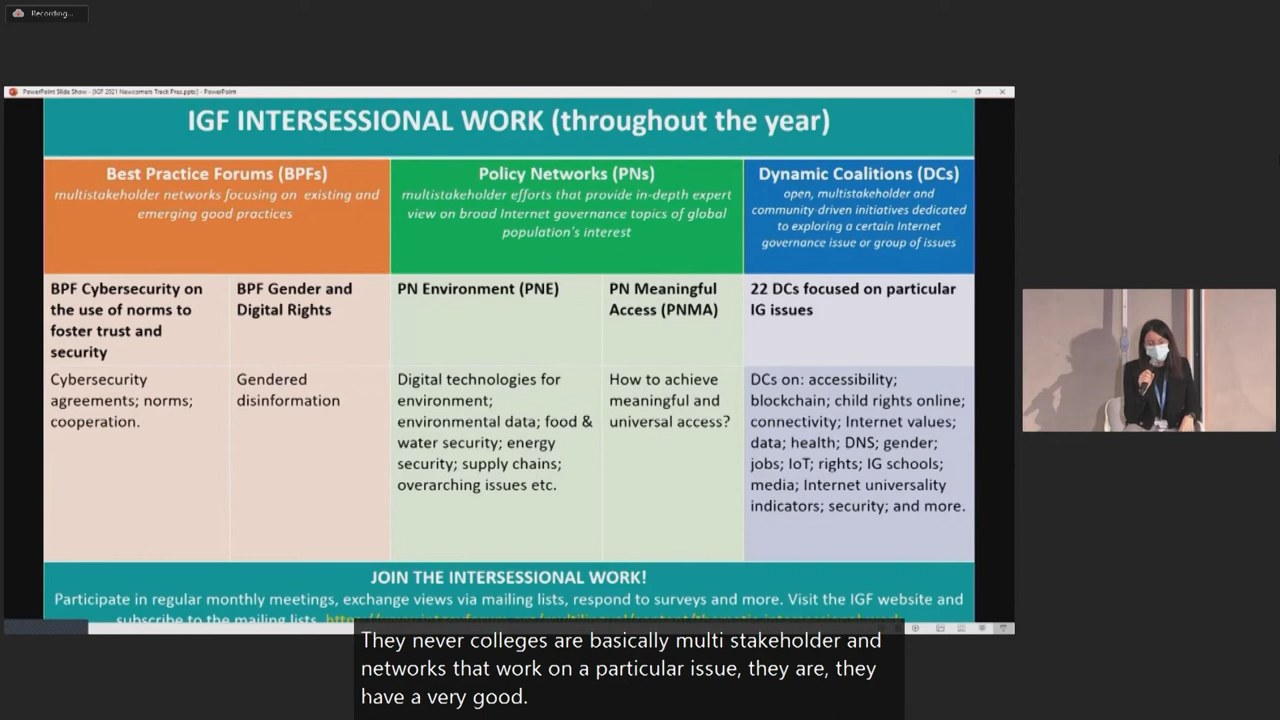 Recording...
PowerPoint Slide Show - [IGF 2021 Newcomers Track Pres.pptx] - PowerPoint
IGF INTERSESSIONAL WORK (throughout the year)
Best Practice Forums (BPFs)
multistakeholder networks focusing on existing and
emerging good practices
Policy Networks (PNs)
multistakeholder efforts that provide in-depth expert
view on broad Internet governance topics of global
population's interest
Dynamic Coalitions (DCs)
open, multistakeholder and
community driven initiatives dedicated
to exploring a certain Internet
governance issue or group of issues
BPF Cybersecurity on
the use of norms to
foster trust and
security
BPF Gender and
Digital Rights
PN Environment (PNE)
PN Meaningful
Access (PNMA)
22 DCs focused on particular
IG issues
Cybersecurity
agreements; norms;
cooperation.
Gendered
disinformation
Digital technologies for
environment;
environmental data; food &
water security; energy
security; supply chains;
overarching issues etc.
How to achieve
meaningful and
universal access?
DCs on: accessibility;
blockchain; child rights online;
connectivity; Internet values;
data; health; DNS; gender;
jobs; IoT; rights; IG schools;
media; Internet universality
indicators; security; and more.
JOIN THE INTERSESSIONAL WORK!
Participate in regular monthly meetings, exchange views via mailing lists, respond to surveys and more. Visit the IGF website and
subscribe to the mailing lists.
They never colleges are basically multi stakeholder and
networks that work on a particular issue, they are, they
have a very good.